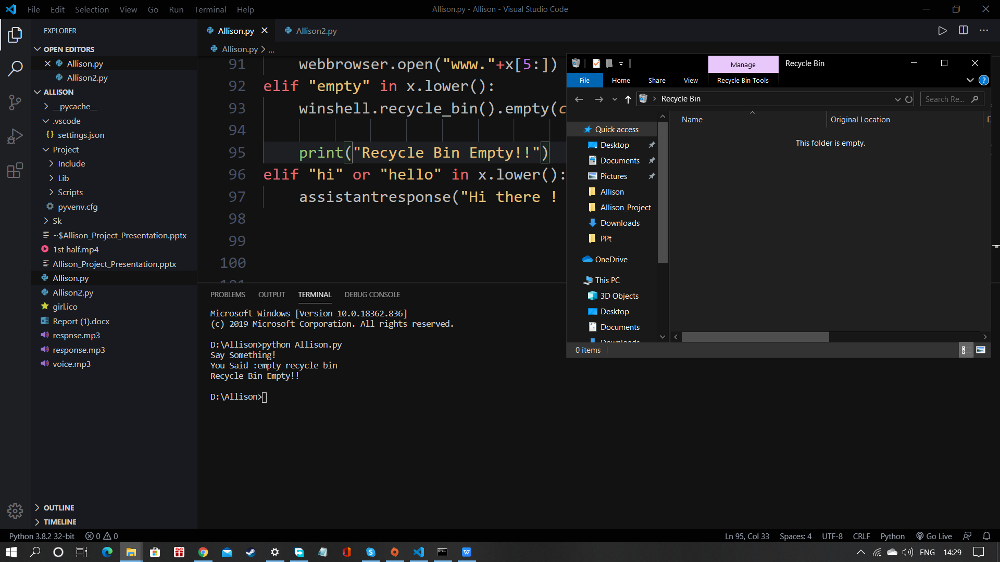 File Edit Selection View Go Run Terminal Help
Allison.py - Allison - Visual Studio Code
EXPLORER
OPEN EDITORS
Allison.py
Allison2.py
ALLISON
__pycache__
.vscode
settings.json
Project
Include
Lib
Scripts
pyvenv.cfg
Sk
~$Allison_Project_Presentation.pptx
1st half.mp4
Allison_Project_Presentation.pptx
Allison.py
Allison2.py
girl.ico
Report (1).docx
respnse.mp3
response.mp3
voice.mp3
OUTLINE
TIMELINE
Allison.py Allison2.py
Allison.py > ...
91 webbrowser.open("www."+x[5:])
92 elif "empty" in x.lower():
93 winshell.recycle_bin().empty(c
94
95 print("Recycle Bin Empty!!")
96 elif "hi" or "hello" in x.lower():
97 assistantresponse("Hi there !
98
99
100
101
PROBLEMS OUTPUT TERMINAL DEBUG CONSOLE
Microsoft Windows [Version 10.0.18362.836]
(c) 2019 Microsoft Corporation. All rights reserved.
D:\Allison>python Allison.py
Say Something!
You Said :empty recycle bin
Recycle Bin Empty!!
D:\Allison>
Manage Recycle Bin
File Home Share View Recycle Bin Tools
Recycle Bin
Search Re...
Name Original Location D
This folder is empty.
Quick access
Desktop
Documents
Pictures
Allison
Allison_Project
Downloads
PPt
OneDrive
This PC
3D Objects
Desktop
Documents
Downloads
0 items
Python 3.8.2 32-bit 0 0
Ln 95, Col 33 Spaces: 4 UTF-8 CRLF Python Go Live
ENG 14:29